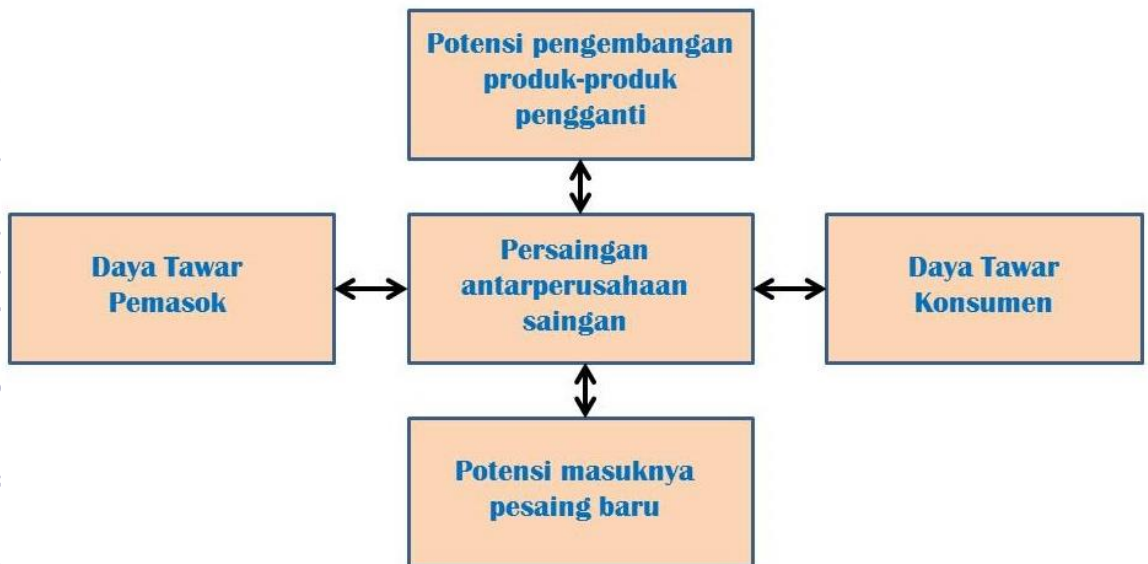 Potensi pengembangan
produk-produk
pengganti
Daya Tawar
Pemasok
Persaingan
antarperusahaan
saingan
Daya Tawar
Konsumen
Potensi masuknya
pesaing baru